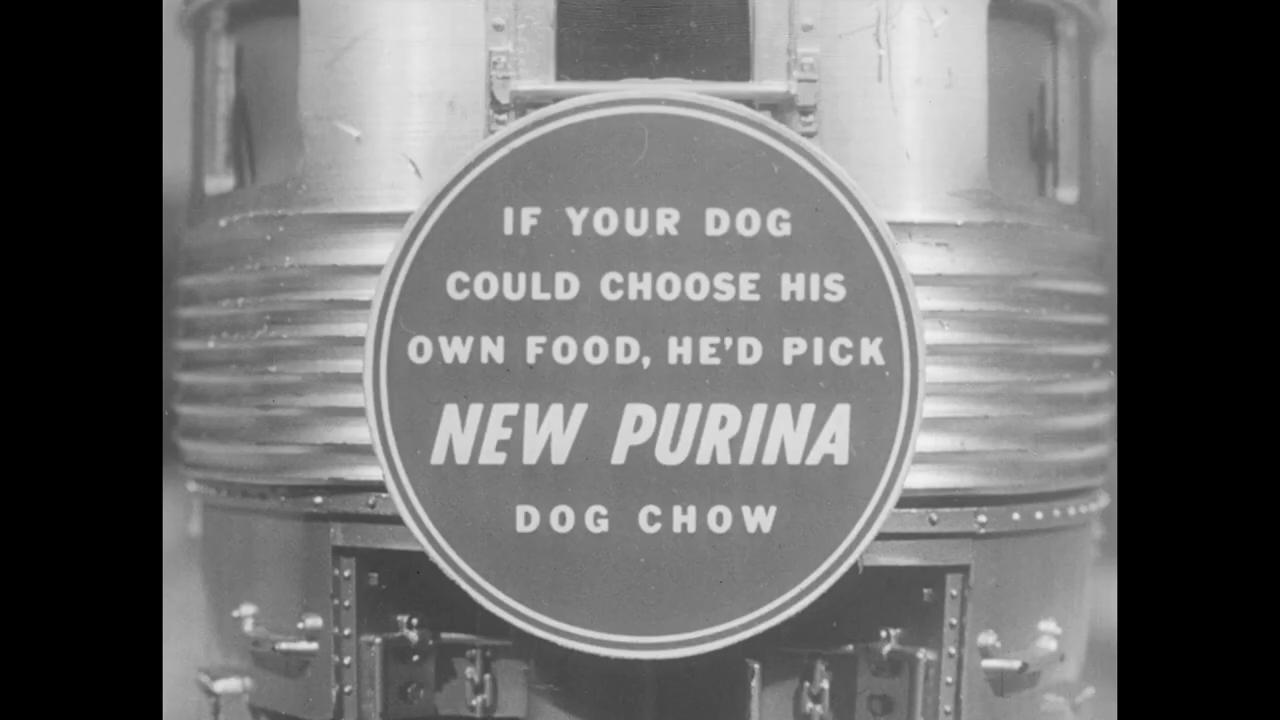 IF YOUR DOG
COULD CHOOSE HIS
OWN FOOD, HE'D PICK
NEW PURINA
DOG CHOW